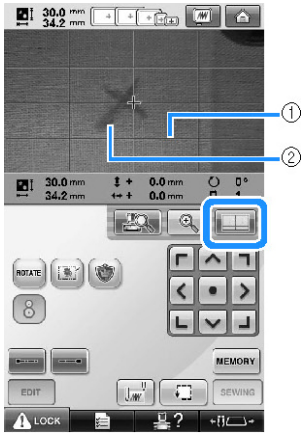 30.0 mm
34.2 mm
①
②
30.0 mm + 0.0 mm 0°
34.2 mm + 0.0 mm 1
ROTATE
MEMORY
EDIT
SEWING
LOCK
?